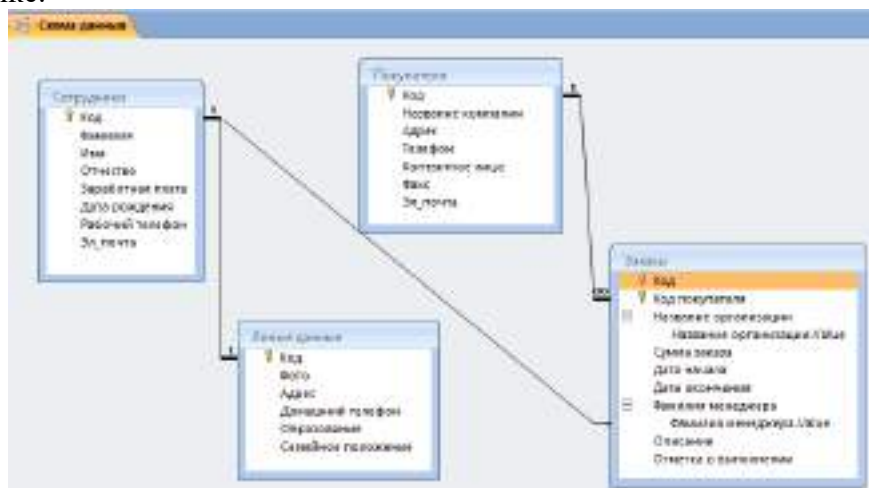 Схема данных
Сотрудники
Код
Фамилия
Имя
Отчество
Заработная плата
Дата рождения
Рабочий телефон
Эл_почта
1
Покупатели
Код
Название компании
Адрес
Телефон
Контактное лицо
Факс
Эл_почта
1
Личные данные
Код
Фото
Адрес
Домашний телефон
Образование
Семейное положение
1
Заказы
Код
Код покупателя
Название организации
Название организации.Value
Сумма заказа
Дата начала
Дата окончания
Фамилия менеджера
Фамилия менеджера.Value
Описание
Отметка о выполнении
∞